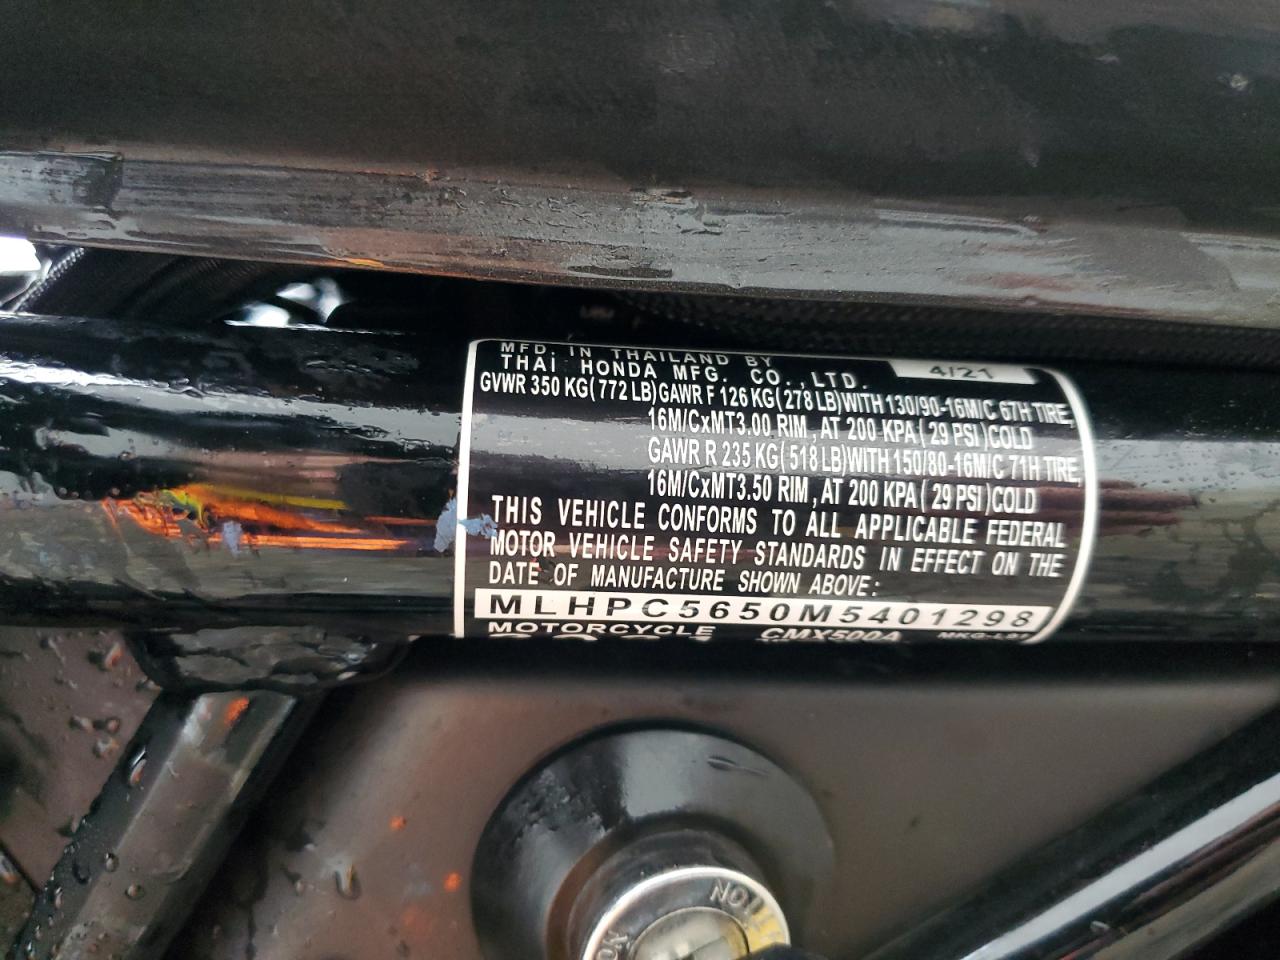 MFD. IN THAILAND BY
THAI HONDA MFG. CO.,LTD. 4/21
GVWR 350 KG(772 LB)GAWR F 126 KG(278 LB)WITH 130/90-16M/C 67H TIRE,
16M/CxMT3.00 RIM, AT 200 KPA(29 PSI)COLD
GAWR R 235 KG(518 LB)WITH 150/80-16M/C 71H TIRE,
16M/CxMT3.50 RIM, AT 200 KPA(29 PSI)COLD
THIS VEHICLE CONFORMS TO ALL APPLICABLE FEDERAL
MOTOR VEHICLE SAFETY STANDARDS IN EFFECT ON THE
DATE OF MANUFACTURE SHOWN ABOVE:
MLHPC5650M5401298
MOTORCYCLE CMX500A